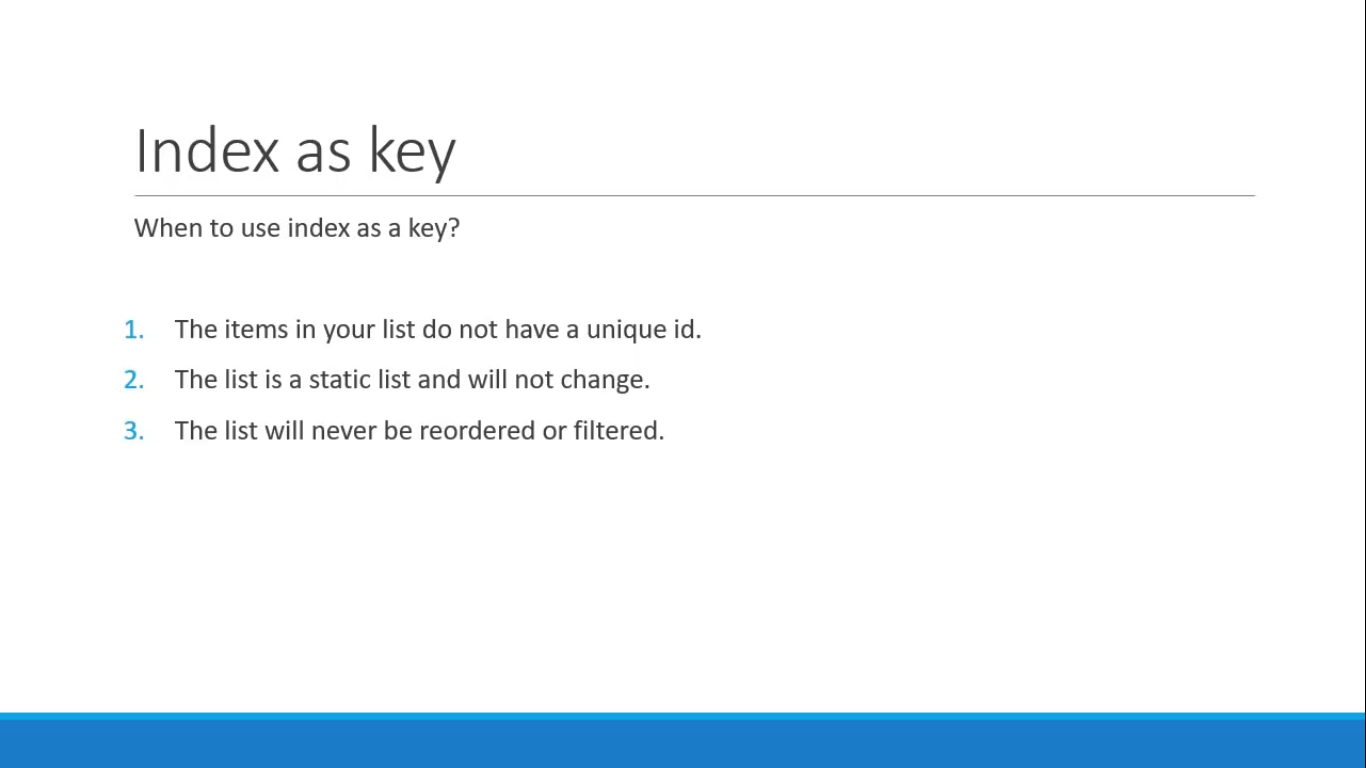 Index as key
When to use index as a key?
1. The items in your list do not have a unique id.
2. The list is a static list and will not change.
3. The list will never be reordered or filtered.